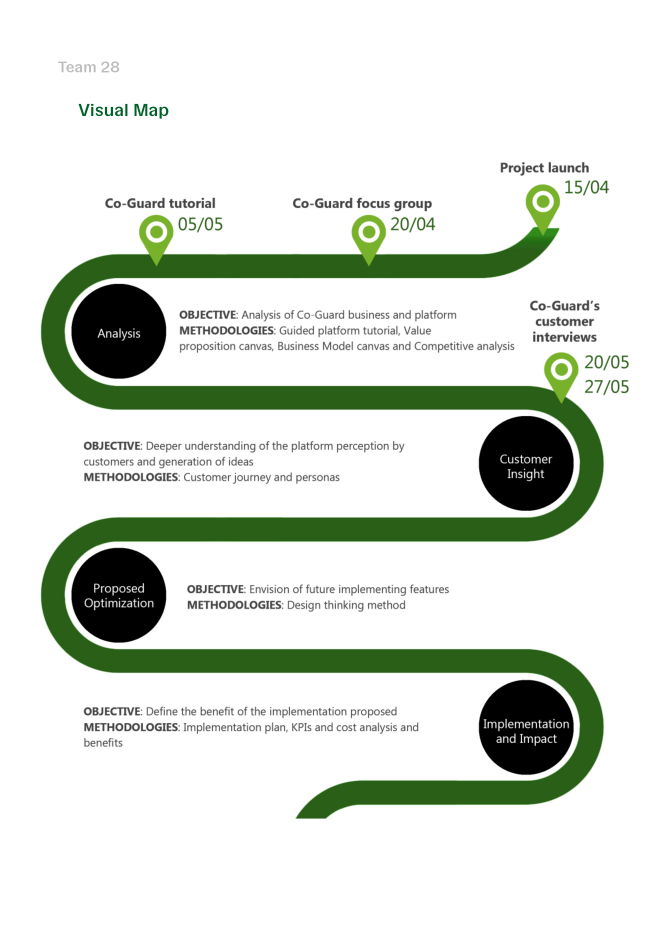 Team 28
Visual Map
Project launch
15/04
Co-Guard tutorial
05/05
Co-Guard focus group
20/04
Analysis
OBJECTIVE: Analysis of Co-Guard business and platform
METHODOLOGIES: Guided platform tutorial, Value
proposition canvas, Business Model canvas and Competitive analysis
Co-Guard's
customer
interviews
20/05
27/05
OBJECTIVE: Deeper understanding of the platform perception by
customers and generation of ideas
METHODOLOGIES: Customer journey and personas
Customer
Insight
Proposed
Optimization
OBJECTIVE: Envision of future implementing features
METHODOLOGIES: Design thinking method
OBJECTIVE: Define the benefit of the implementation proposed
METHODOLOGIES: Implementation plan, KPIs and cost analysis and
benefits
Implementation
and Impact